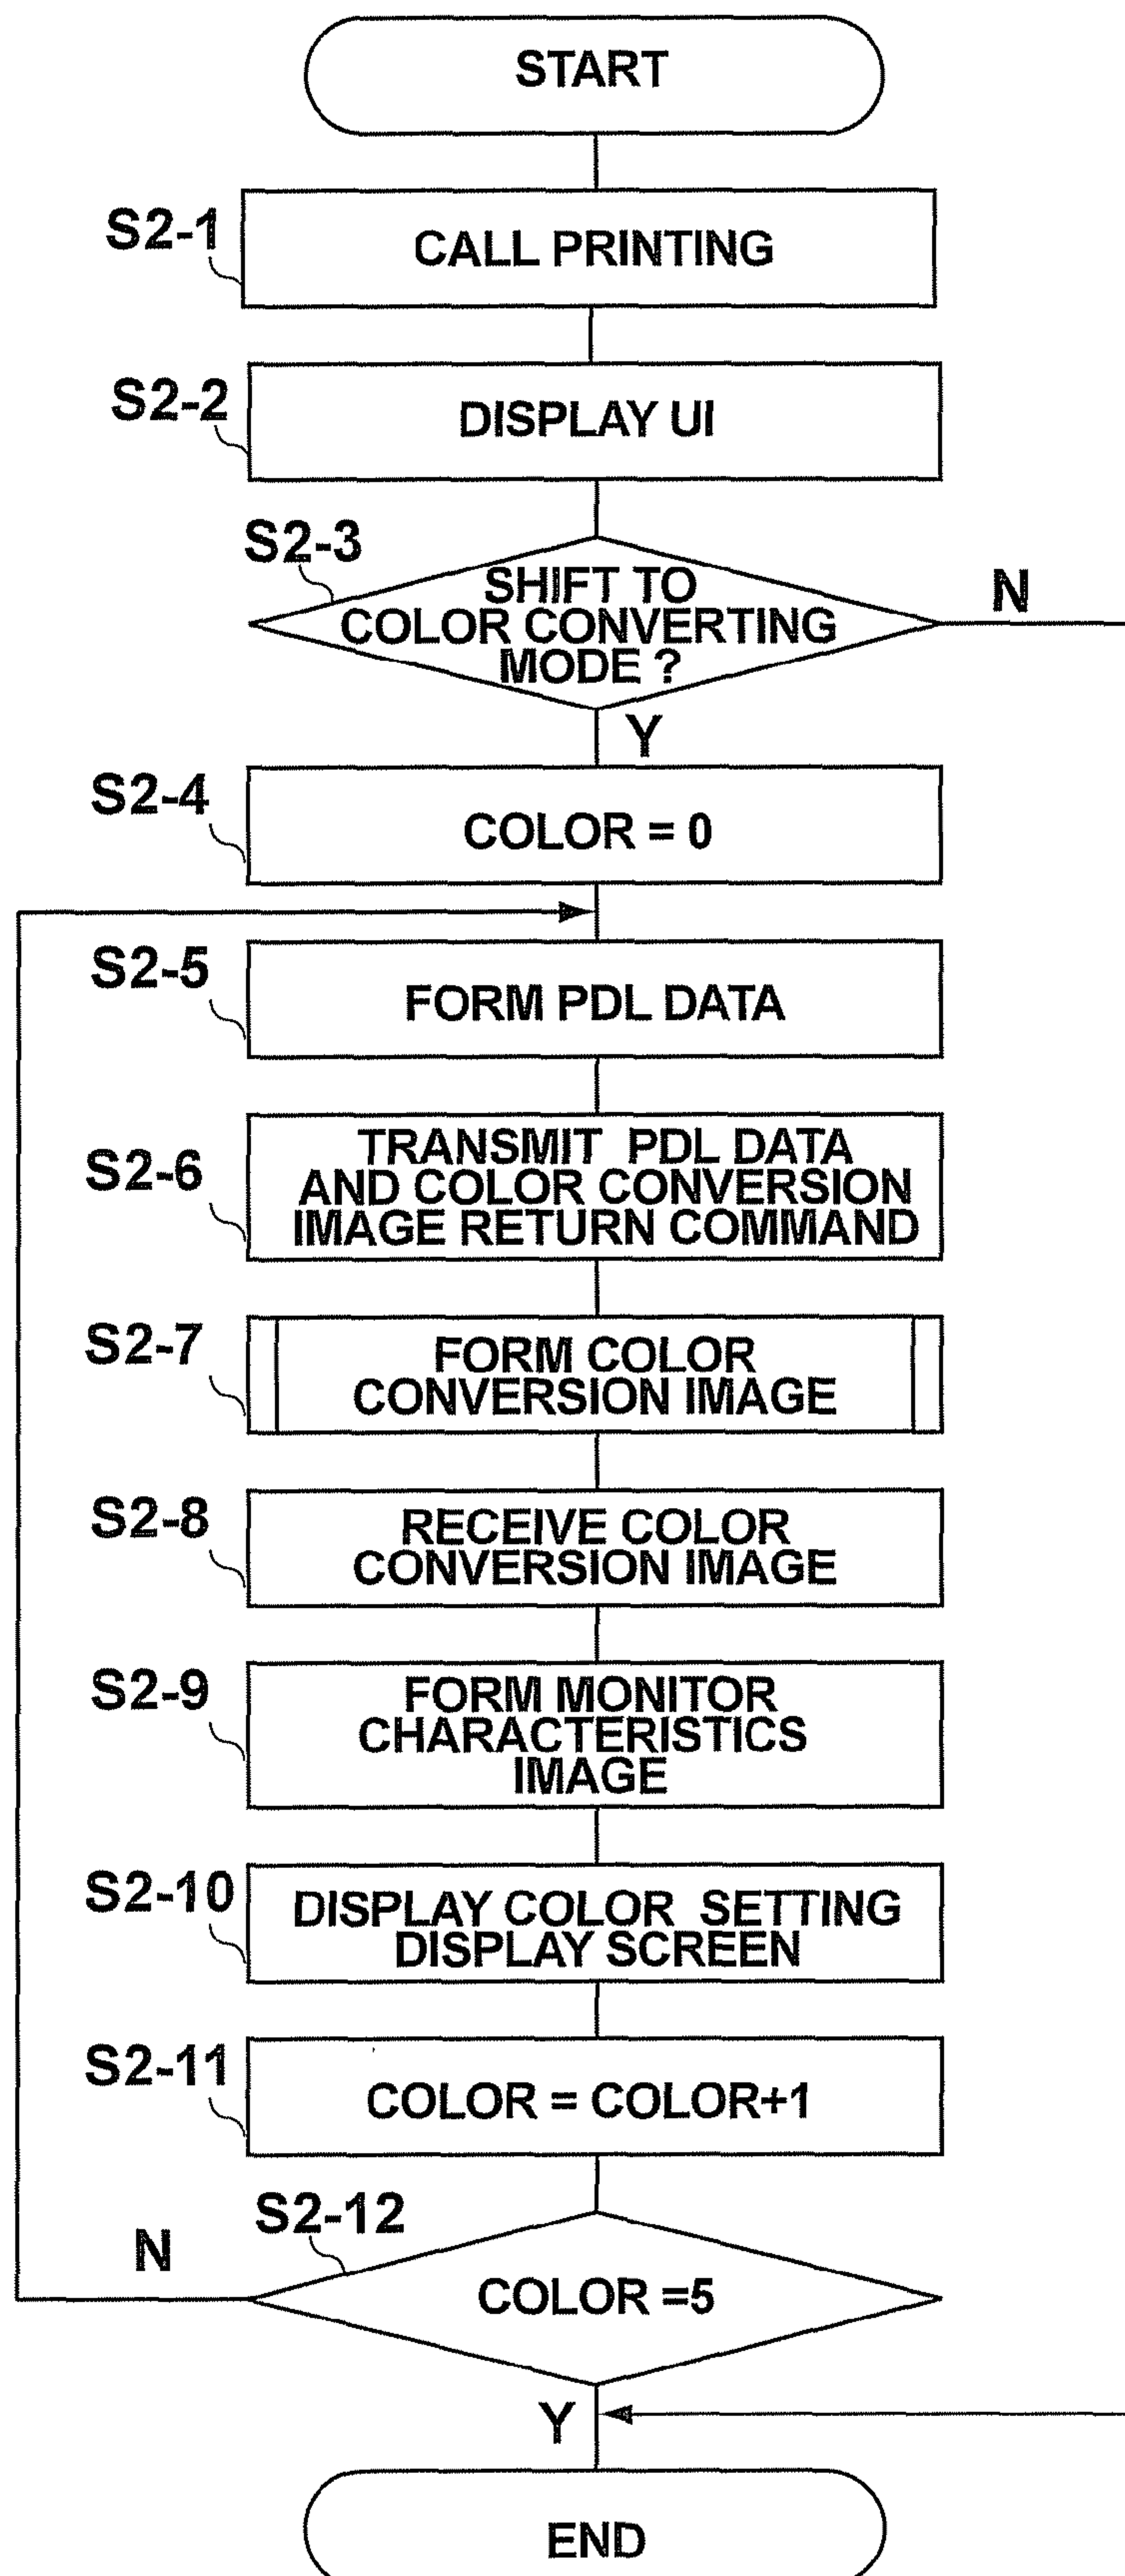 START
S2-1
CALL PRINTING
S2-2
DISPLAY UI
S2-3
SHIFT TO
COLOR CONVERTING
MODE ?
N
Y
S2-4
COLOR = 0
S2-5
FORM PDL DATA
S2-6
TRANSMIT PDL DATA
AND COLOR CONVERSION
IMAGE RETURN COMMAND
S2-7
FORM COLOR
CONVERSION IMAGE
S2-8
RECEIVE COLOR
CONVERSION IMAGE
S2-9
FORM MONITOR
CHARACTERISTICS
IMAGE
S2-10
DISPLAY COLOR SETTING
DISPLAY SCREEN
S2-11
COLOR = COLOR+1
S2-12
N
COLOR =5
Y
END